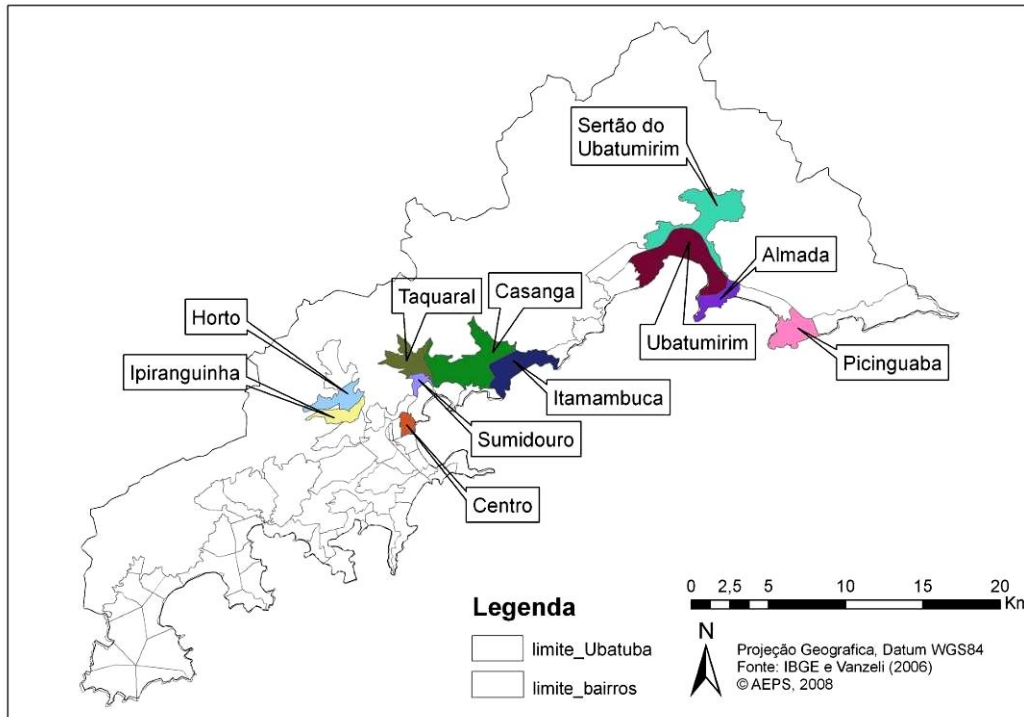 Sertão do
Ubatumirim
Almada
Taquaral
Casanga
Horto
Ipiranguinha
Ubatumirim
Picinguaba
Itamambuca
Sumidouro
Centro
Legenda
limite_Ubatuba
limite_bairros
0 2,5 5 10 15 20
Km
N
Projeção Geografica, Datum WGS84
Fonte: IBGE e Vanzeli (2006)
© AEPS, 2008